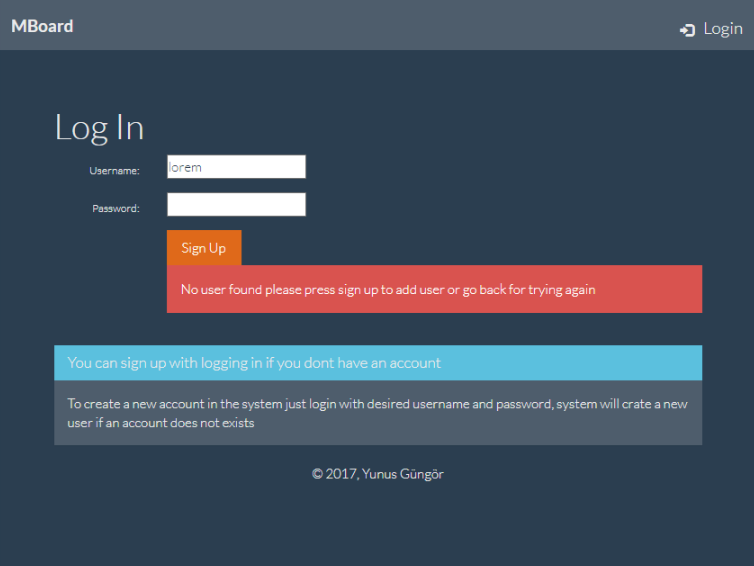 MBoard
Login
Log In
Username:
lorem
Password:
Sign Up
No user found please press sign up to add user or go back for trying again
You can sign up with logging in if you dont have an account
To create a new account in the system just login with desired username and password, system will crate a new
user if an account does not exists
© 2017, Yunus Güngör